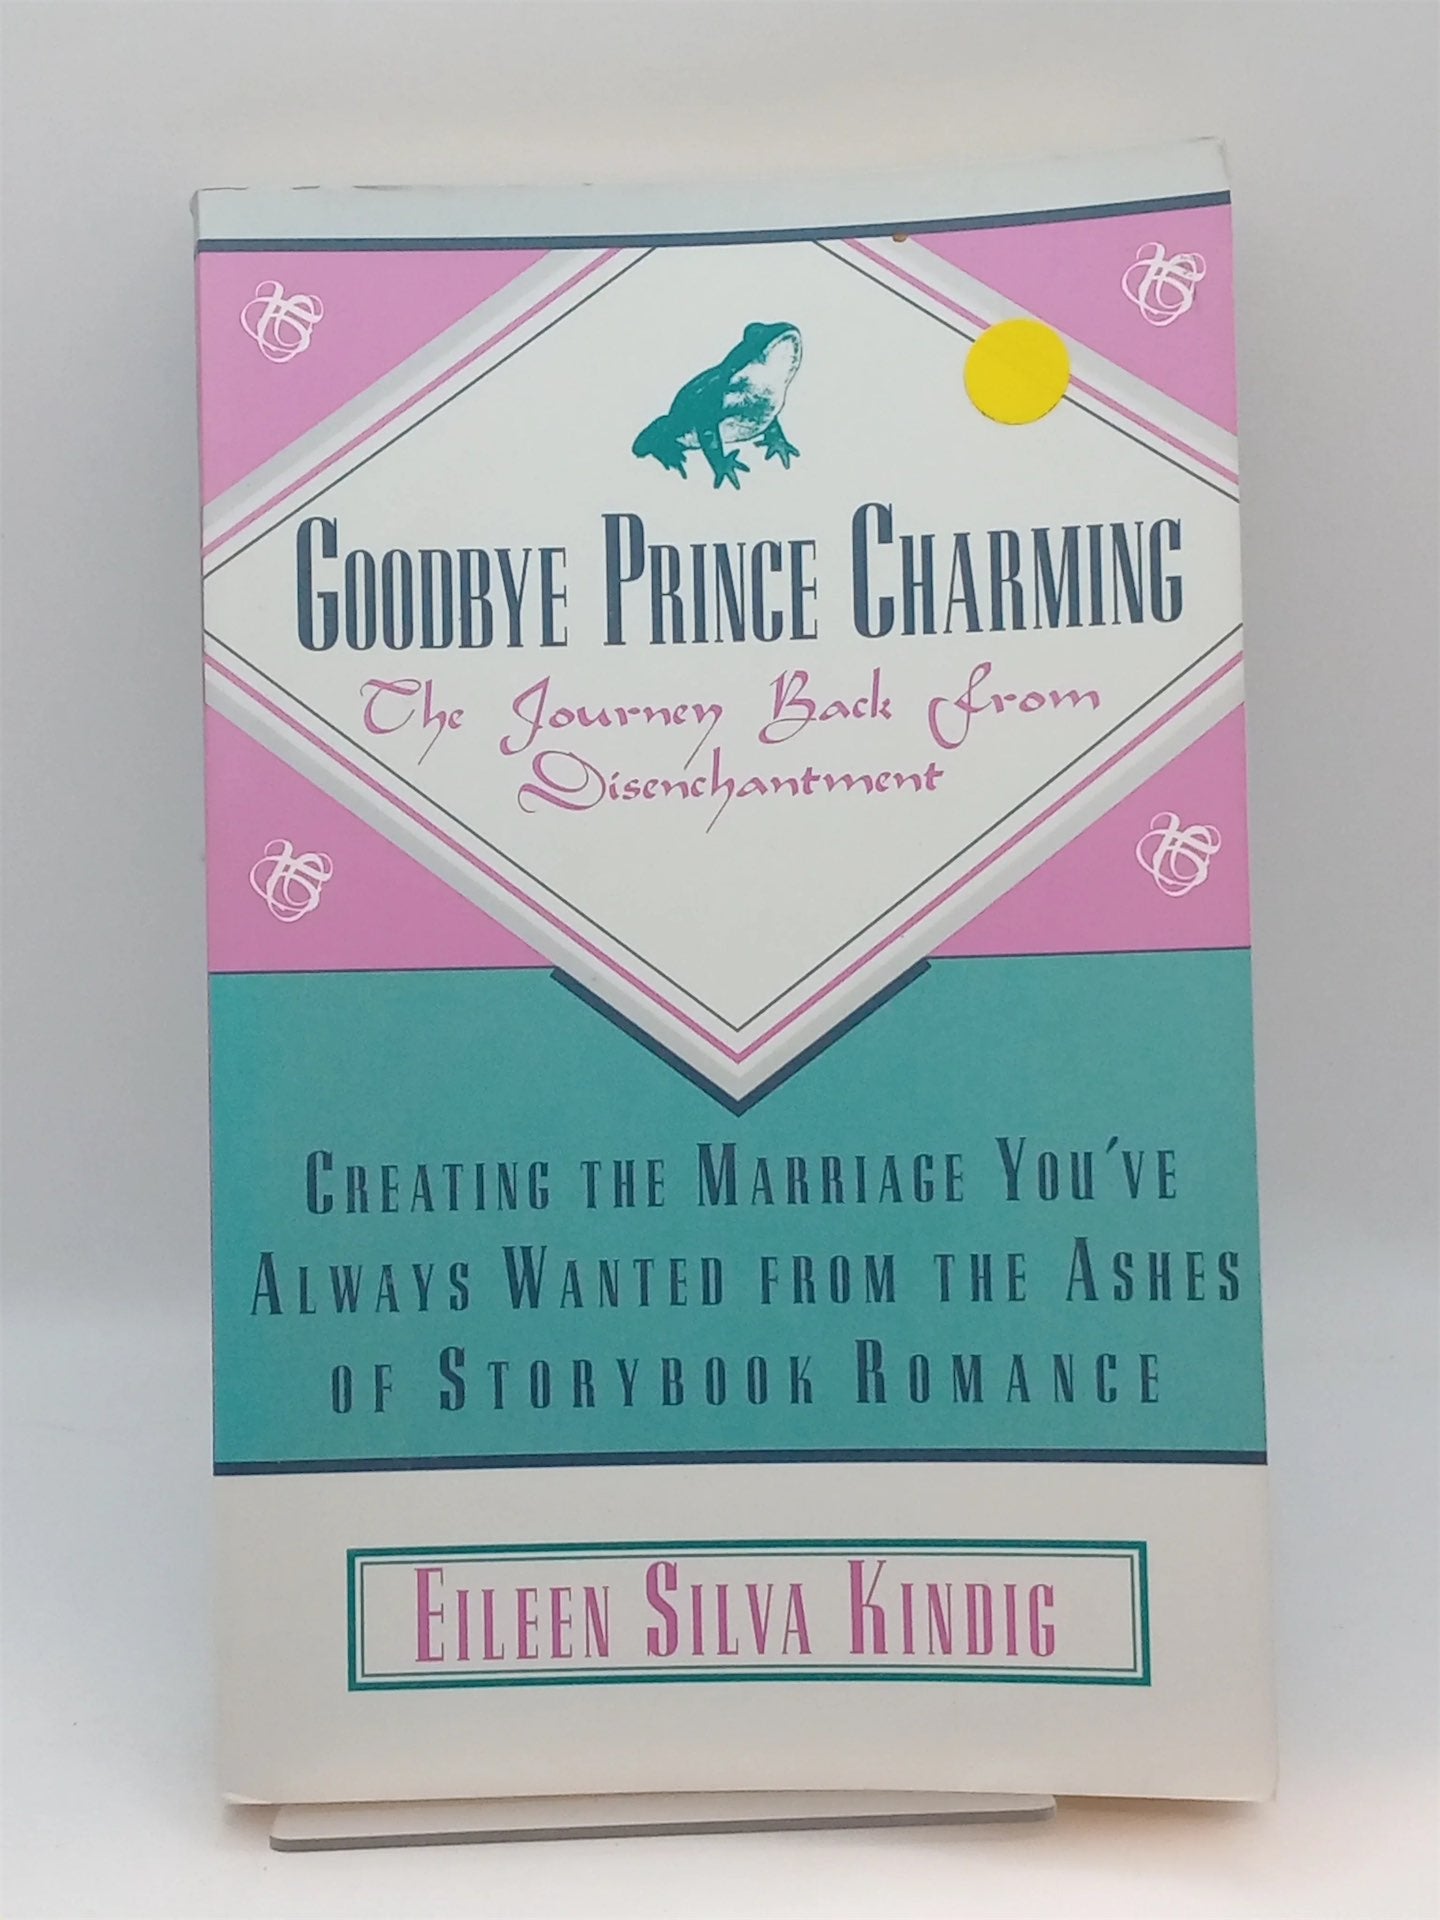 GOODBYE PRINCE CHARMING
The Journey Back from
Disenchantment
CREATING THE MARRIAGE YOU'VE
ALWAYS WANTED FROM THE ASHES
OF STORYBOOK ROMANCE
EILEEN SILVA KINDIG